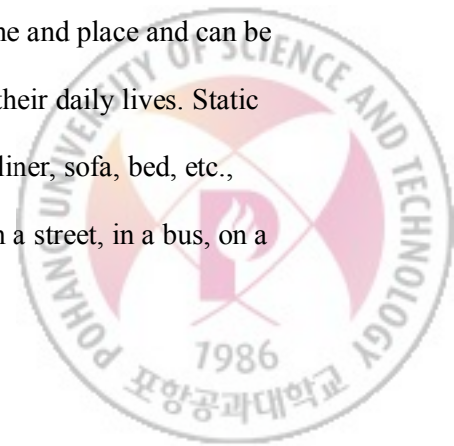 ne and place and can be
their daily lives. Static
liner, sofa, bed, etc.,
n a street, in a bus, on a
POHANG UNIVERSITY OF SCIENCE AND TECHNOLOGY
1986
포항공과대학교